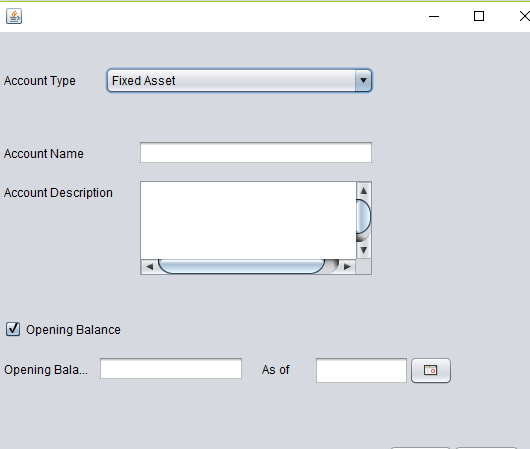 Account Type Fixed Asset
Account Name
Account Description
Opening Balance
Opening Bala... As of